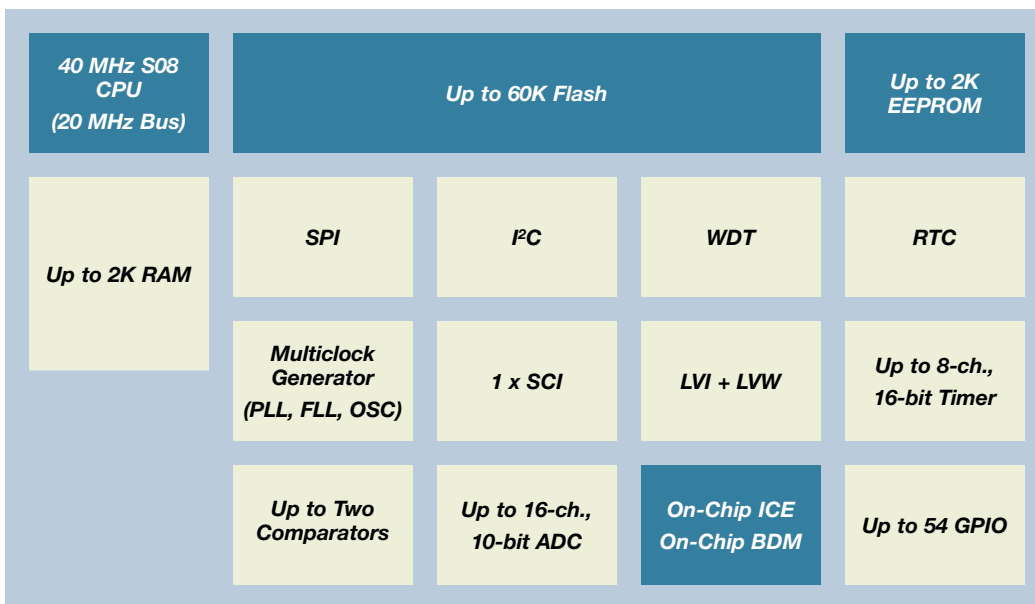 40 MHz S08
CPU
(20 MHz Bus)
Up to 60K Flash
Up to 2K
EEPROM
Up to 2K RAM
SPI
I²C
WDT
RTC
Multiclock
Generator
(PLL, FLL, OSC)
1 x SCI
LVI + LVW
Up to 8-ch.,
16-bit Timer
Up to Two
Comparators
Up to 16-ch.,
10-bit ADC
On-Chip ICE
On-Chip BDM
Up to 54 GPIO